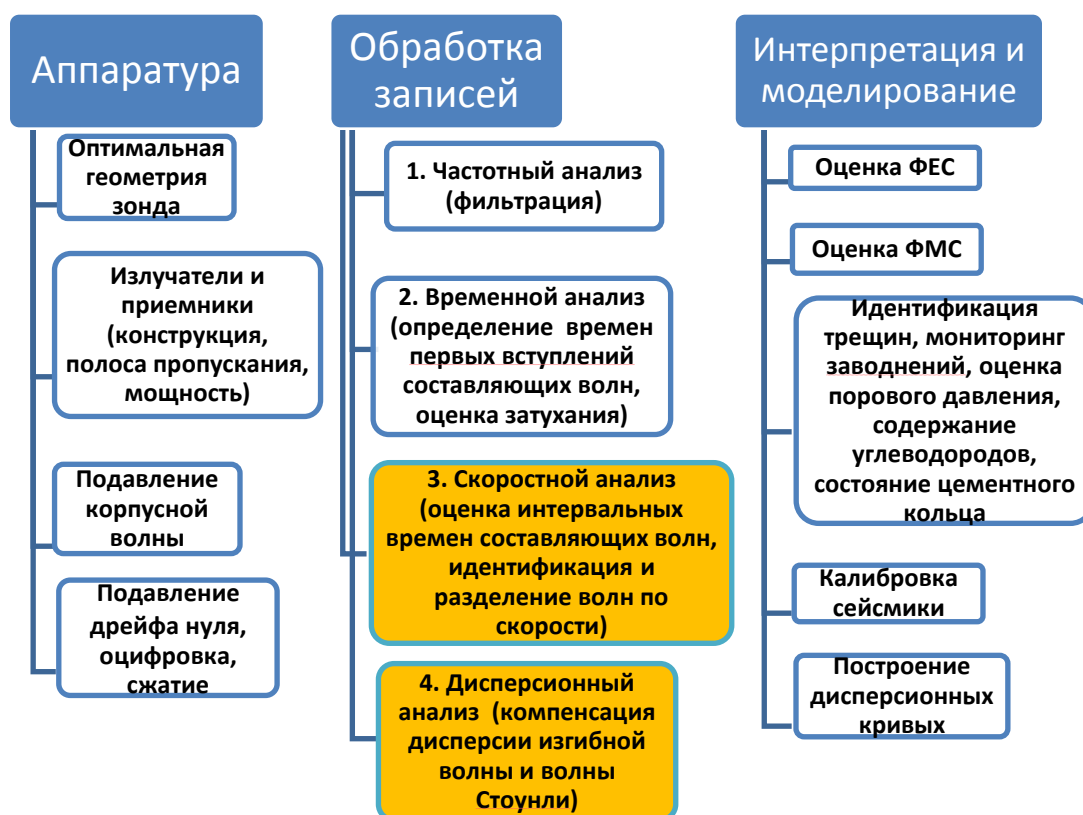 Аппаратура
Оптимальная
геометрия
зонда
Излучатели и
приемники
(конструкция,
полоса пропускания,
мощность)
Подавление
корпусной
волны
Подавление
дрейфа нуля,
оцифровка,
сжатие
Обработка
записей
1. Частотный анализ
(фильтрация)
2. Временной анализ
(определение времен
первых вступлений
составляющих волн,
оценка затухания)
3. Скоростной анализ
(оценка интервальных
времен составляющих волн,
идентификация и
разделение волн по
скорости)
4. Дисперсионный
анализ (компенсация
дисперсии изгибной
волны и волны
Стоунли)
Интерпретация и
моделирование
Оценка ФЕС
Оценка ФМС
Идентификация
трещин, мониторинг
заводнений, оценка
порового давления,
содержание
углеводородов,
состояние цементного
кольца
Калибровка
сейсмики
Построение
дисперсионных
кривых